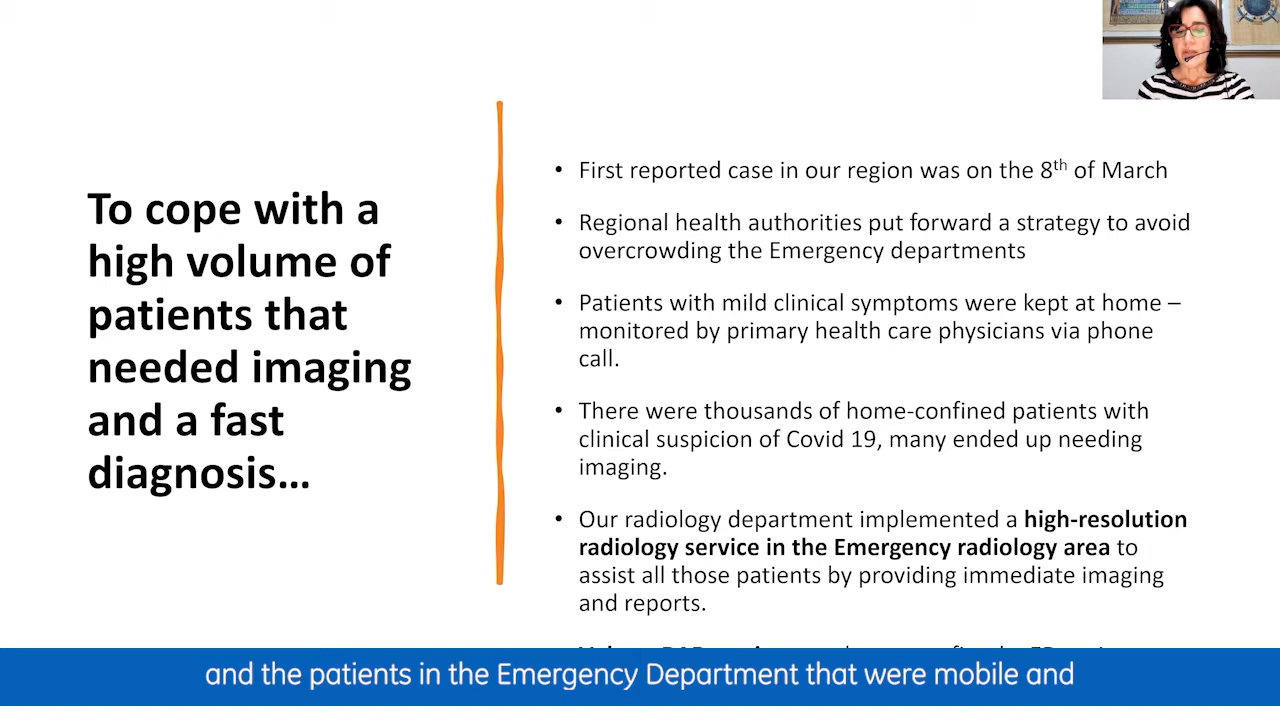 To cope with a
high volume of
patients that
needed imaging
and a fast
diagnosis…
• First reported case in our region was on the 8th of March
• Regional health authorities put forward a strategy to avoid
overcrowding the Emergency departments
• Patients with mild clinical symptoms were kept at home –
monitored by primary health care physicians via phone
call.
• There were thousands of home-confined patients with
clinical suspicion of Covid 19, many ended up needing
imaging.
• Our radiology department implemented a high-resolution
radiology service in the Emergency radiology area to
assist all those patients by providing immediate imaging
and reports.
and the patients in the Emergency Department that were mobile and